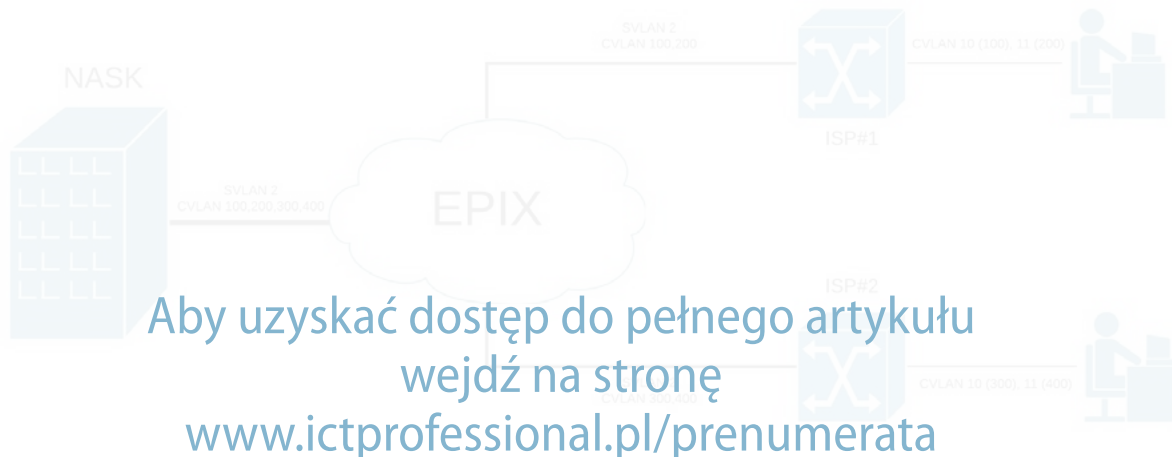 SVLAN 2
CVLAN 100,200
CVLAN 10 (100), 11 (200)
NASK
ISP#1
SVLAN 2
CVLAN 100,200,300,400
EPIX
ISP#2
Aby uzyskać dostęp do pełnego artykułu
wejdź na stronę
CVLAN 300,400
CVLAN 10 (300), 11 (400)
www.ictprofessional.pl/prenumerata